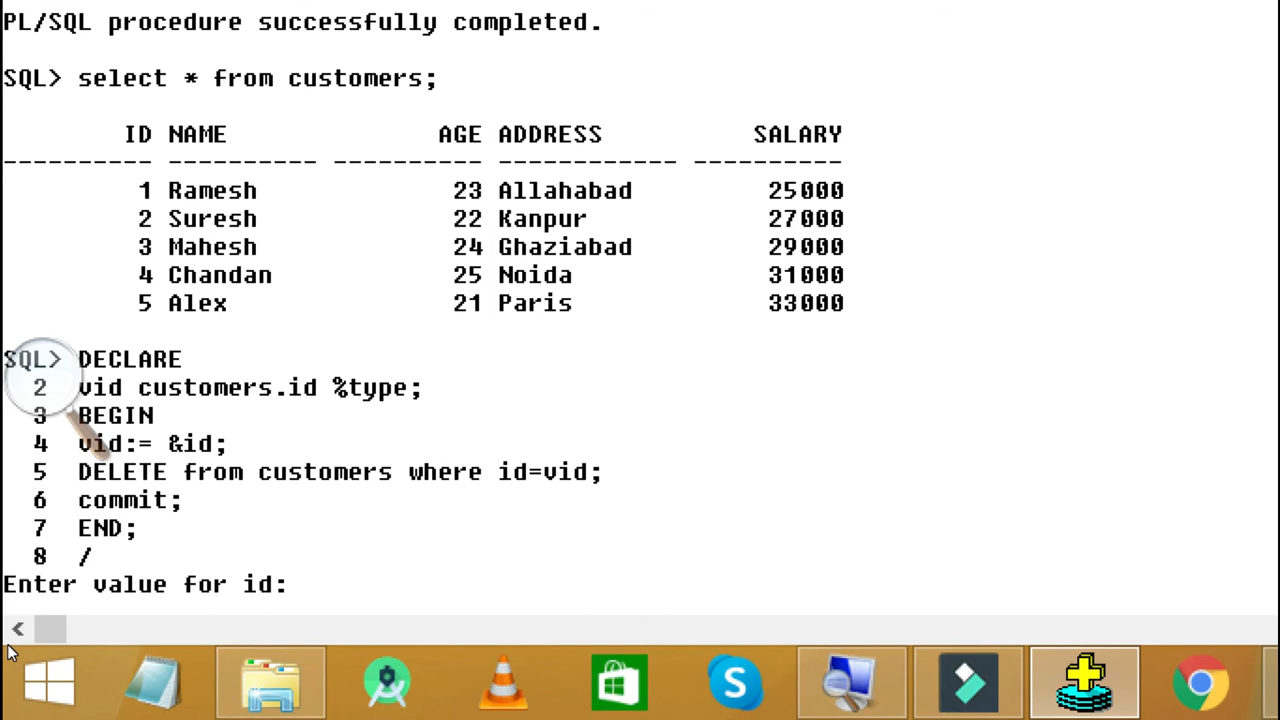 PL/SQL procedure successfully completed.
SQL> select * from customers;
ID NAME AGE ADDRESS SALARY
---------- ---------- ---------- ------------ ----------
1 Ramesh 23 Allahabad 25000
2 Suresh 22 Kanpur 27000
3 Mahesh 24 Ghaziabad 29000
4 Chandan 25 Noida 31000
5 Alex 21 Paris 33000
SQL> DECLARE
2 vid customers.id %type;
3 BEGIN
4 vid:= &id;
5 DELETE from customers where id=vid;
6 commit;
7 END;
8 /
Enter value for id: